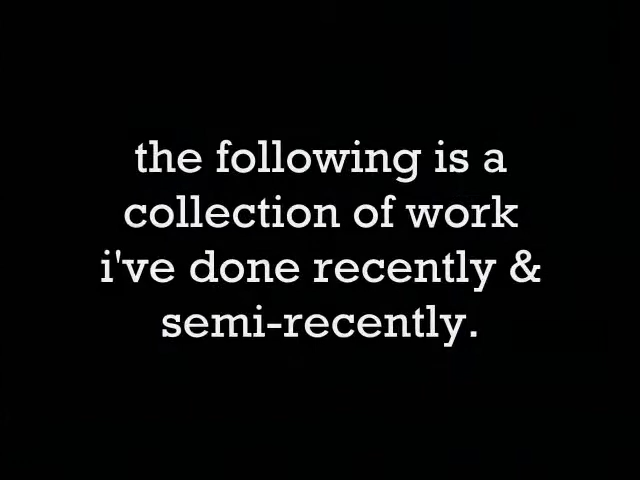 the following is a
collection of work
i've done recently &
semi-recently.